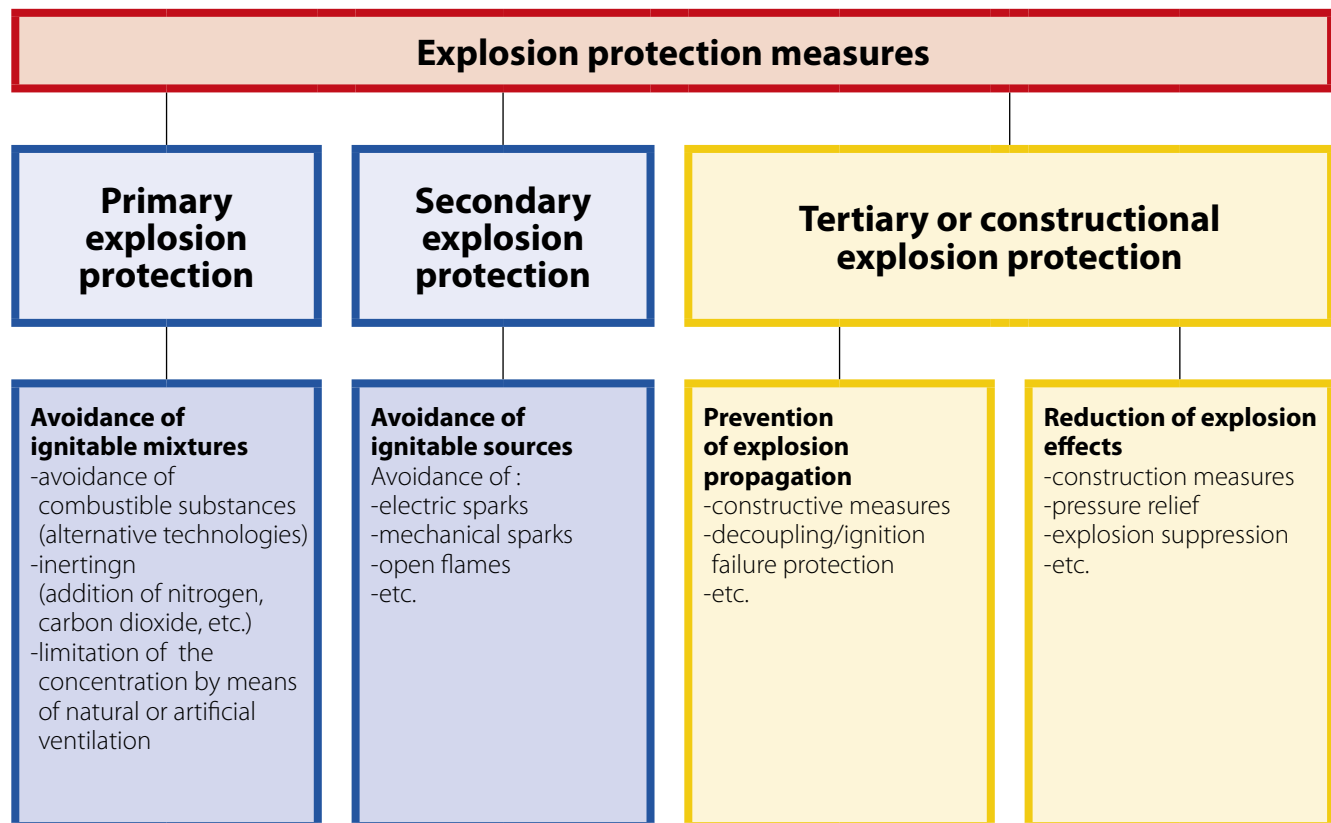 Explosion protection measures
Primary
explosion
protection
Secondary
explosion
protection
Tertiary or constructional
explosion protection
Avoidance of
ignitable mixtures
-avoidance of
combustible substances
(alternative technologies)
-inertingn
(addition of nitrogen,
carbon dioxide, etc.)
-limitation of the
concentration by means
of natural or artificial
ventilation
Avoidance of
ignitable sources
Avoidance of :
-electric sparks
-mechanical sparks
-open flames
-etc.
Prevention
of explosion
propagation
-constructive measures
-decoupling/ignition
failure protection
-etc.
Reduction of explosion
effects
-construction measures
-pressure relief
-explosion suppression
-etc.